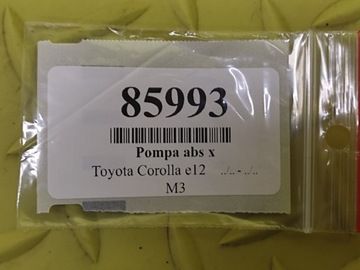 85993
Pompa abs x
Toyota Corolla e12 ../.. - ../..
M3